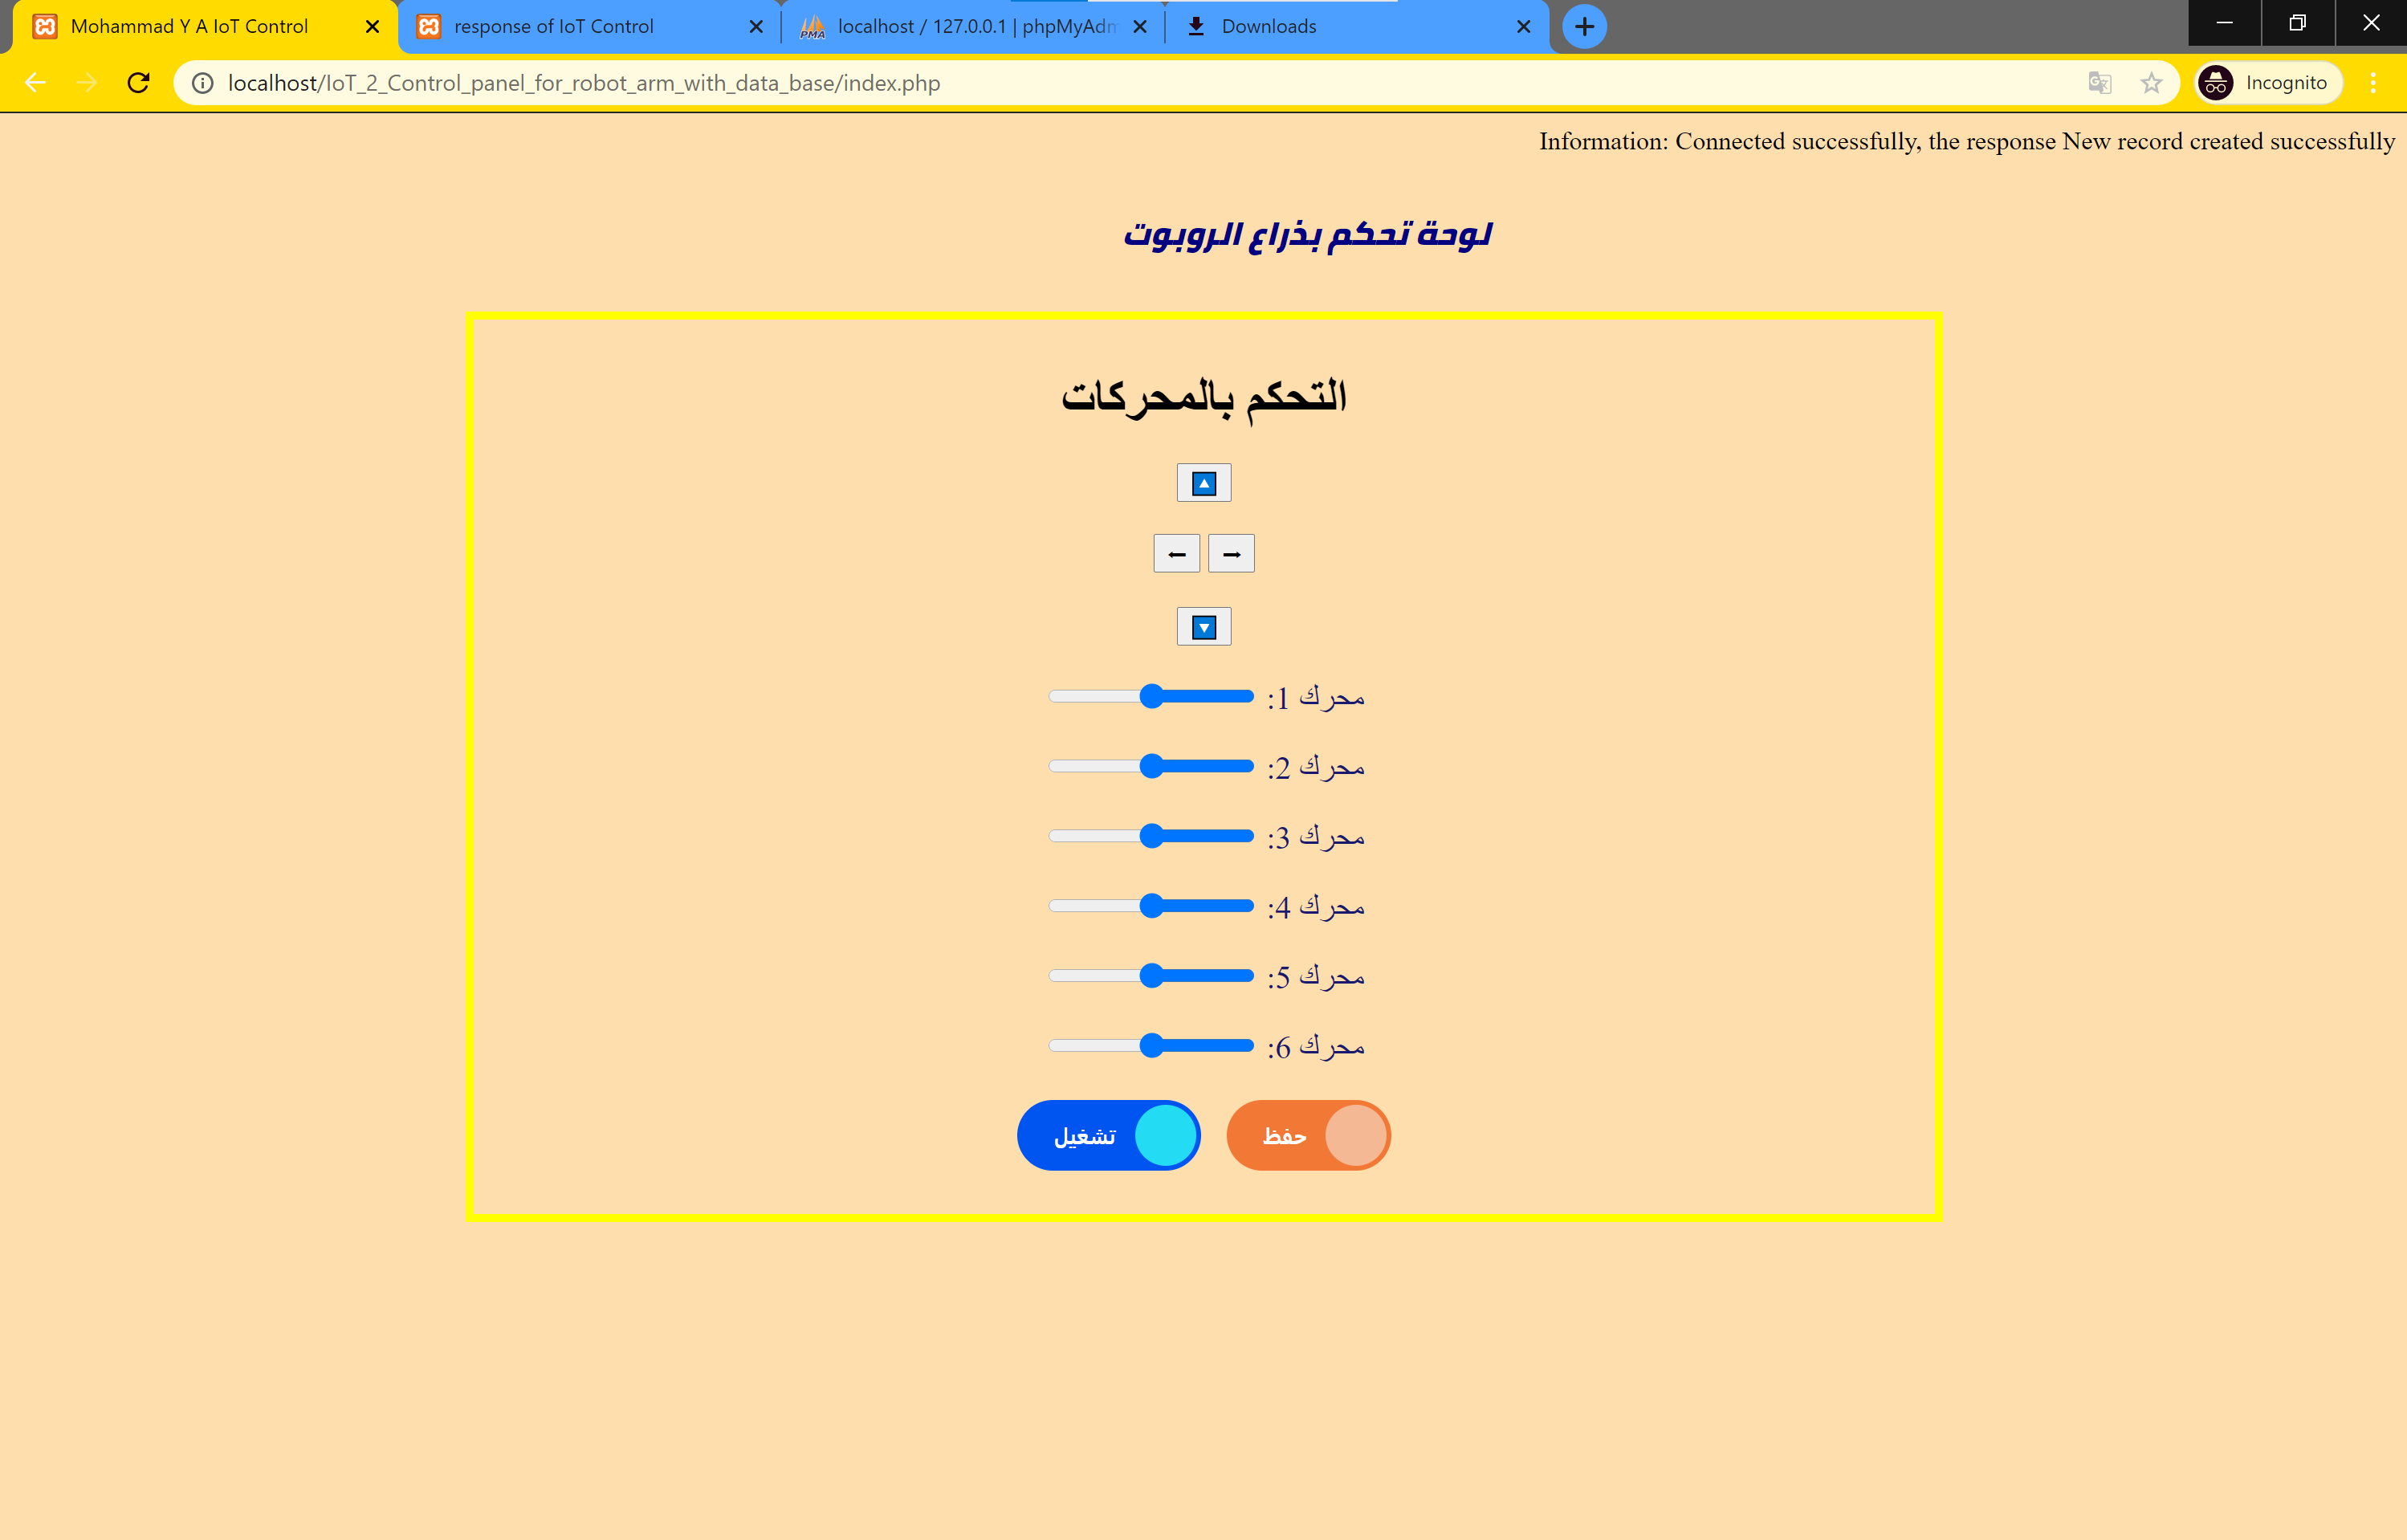 Mohammad Y A IoT Control
response of IoT Control
localhost / 127.0.0.1 | phpMyAdm
Downloads
localhost/IoT_2_Control_panel_for_robot_arm_with_data_base/index.php
Incognito
Information: Connected successfully, the response New record created successfully
لوحة تحكم بذراع الروبوت
التحكم بالمحركات
محرك 1:
محرك 2:
محرك 3:
محرك 4:
محرك 5:
محرك 6:
حفظ تشغيل